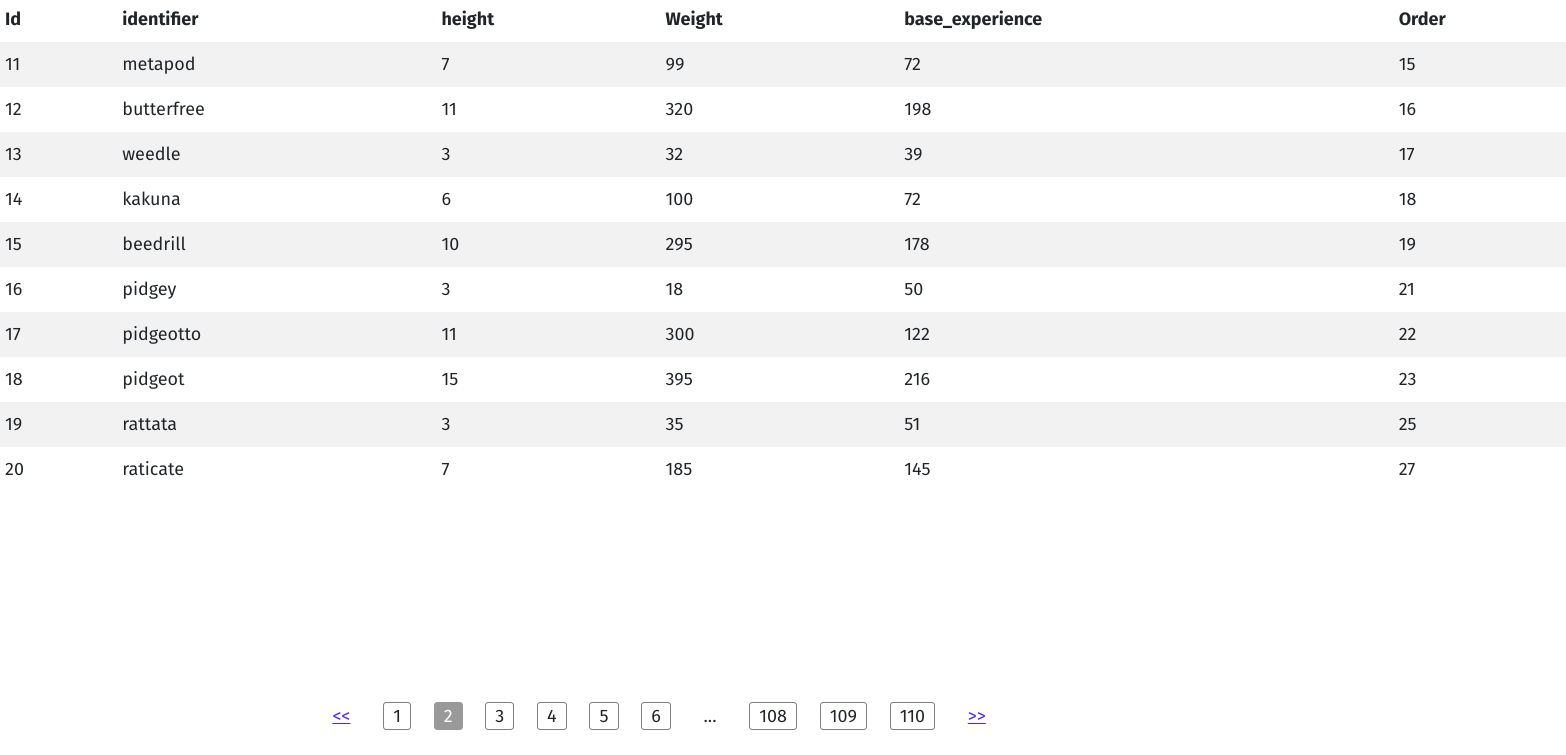 Id identifier height Weight base_experience Order
11 metapod 7 99 72 15
12 butterfree 11 320 198 16
13 weedle 3 32 39 17
14 kakuna 6 100 72 18
15 beedrill 10 295 178 19
16 pidgey 3 18 50 21
17 pidgeotto 11 300 122 22
18 pidgeot 15 395 216 23
19 rattata 3 35 51 25
20 raticate 7 185 145 27
<< 1 2 3 4 5 6 ... 108 109 110 >>